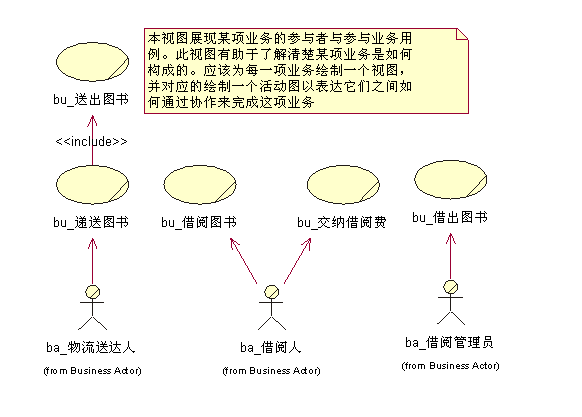 本视图展现某项业务的参与者与参与业务用
例。此视图有助于了解清楚某项业务是如何
构成的。应该为每一项业务绘制一个视图，
并对应的绘制一个活动图以表达它们之间如
何通过协作来完成这项业务
bu_送出图书
<<include>>
bu_递送图书
bu_借阅图书
bu_交纳借阅费
bu_借出图书
ba_物流送达人
(from Business Actor)
ba_借阅人
(from Business Actor)
ba_借阅管理员
(from Business Actor)